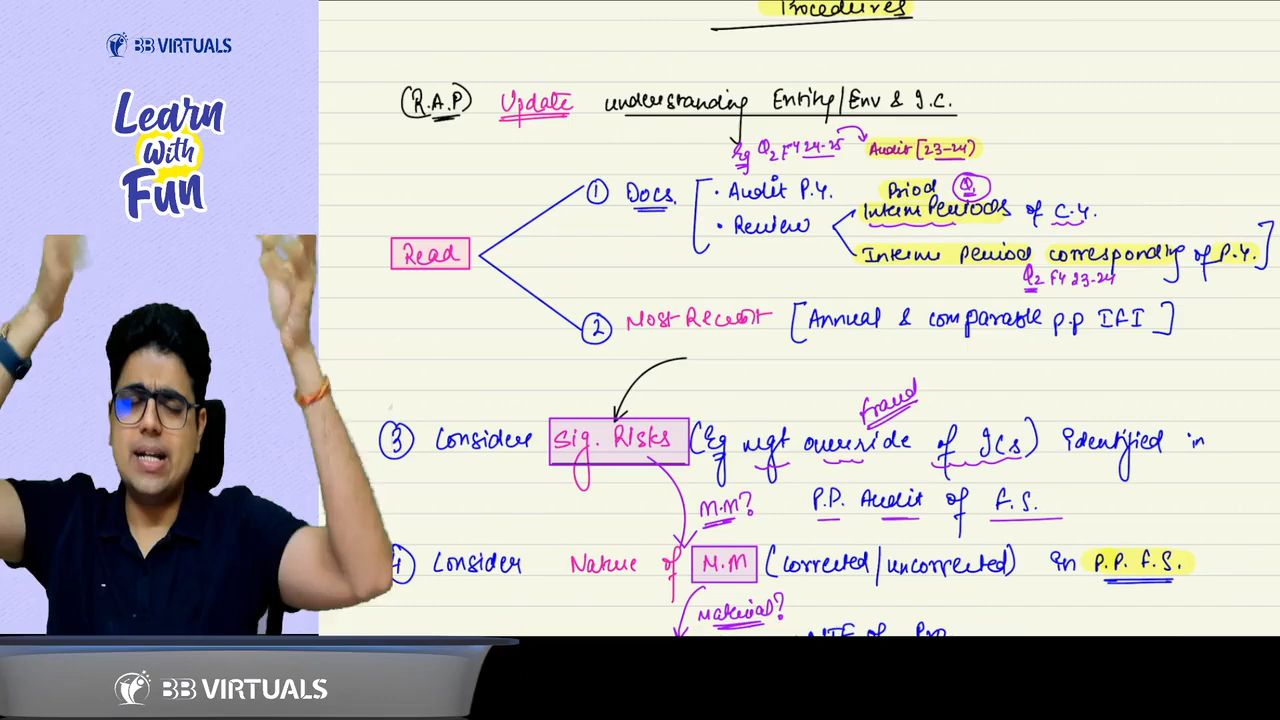 BB VIRTUALS
Learn
With
Fun
Procedures
(R.A.P) Update understanding Entity/Env & I.C.
Eg Q2 FY 24-25 Audit [23-24)
① Docs. • Audit P.Y. Priod Q1
• Review Interim Periods of C.Y.
Interim Period corresponding of P.Y.]
Q2 FY 23-24
Read
② Most Recent [Annual & comparable p.p IFI]
fraud
③ Consider Sig. Risks (Eg mgt override of ICs) identified in
M.M? P.P. Audit of F.S.
④ Consider Nature of M.M (corrected/uncorrected) in P.P. F.S.
Material?
BB VIRTUALS